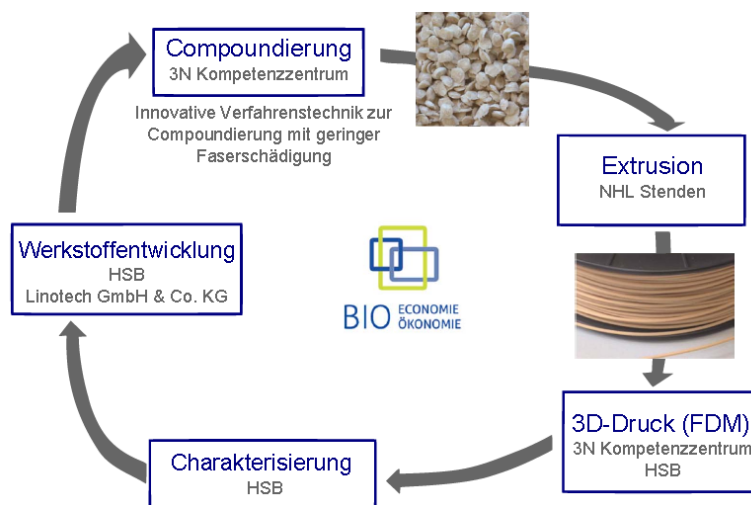 Compoundierung
3N Kompetenzzentrum
Innovative Verfahrenstechnik zur
Compoundierung mit geringer
Faserschädigung
Extrusion
NHL Stenden
3D-Druck (FDM)
3N Kompetenzzentrum
HSB
Charakterisierung
HSB
Werkstoffentwicklung
HSB
Linotech GmbH & Co. KG
BIO ECONOMIE
ÖKONOMIE